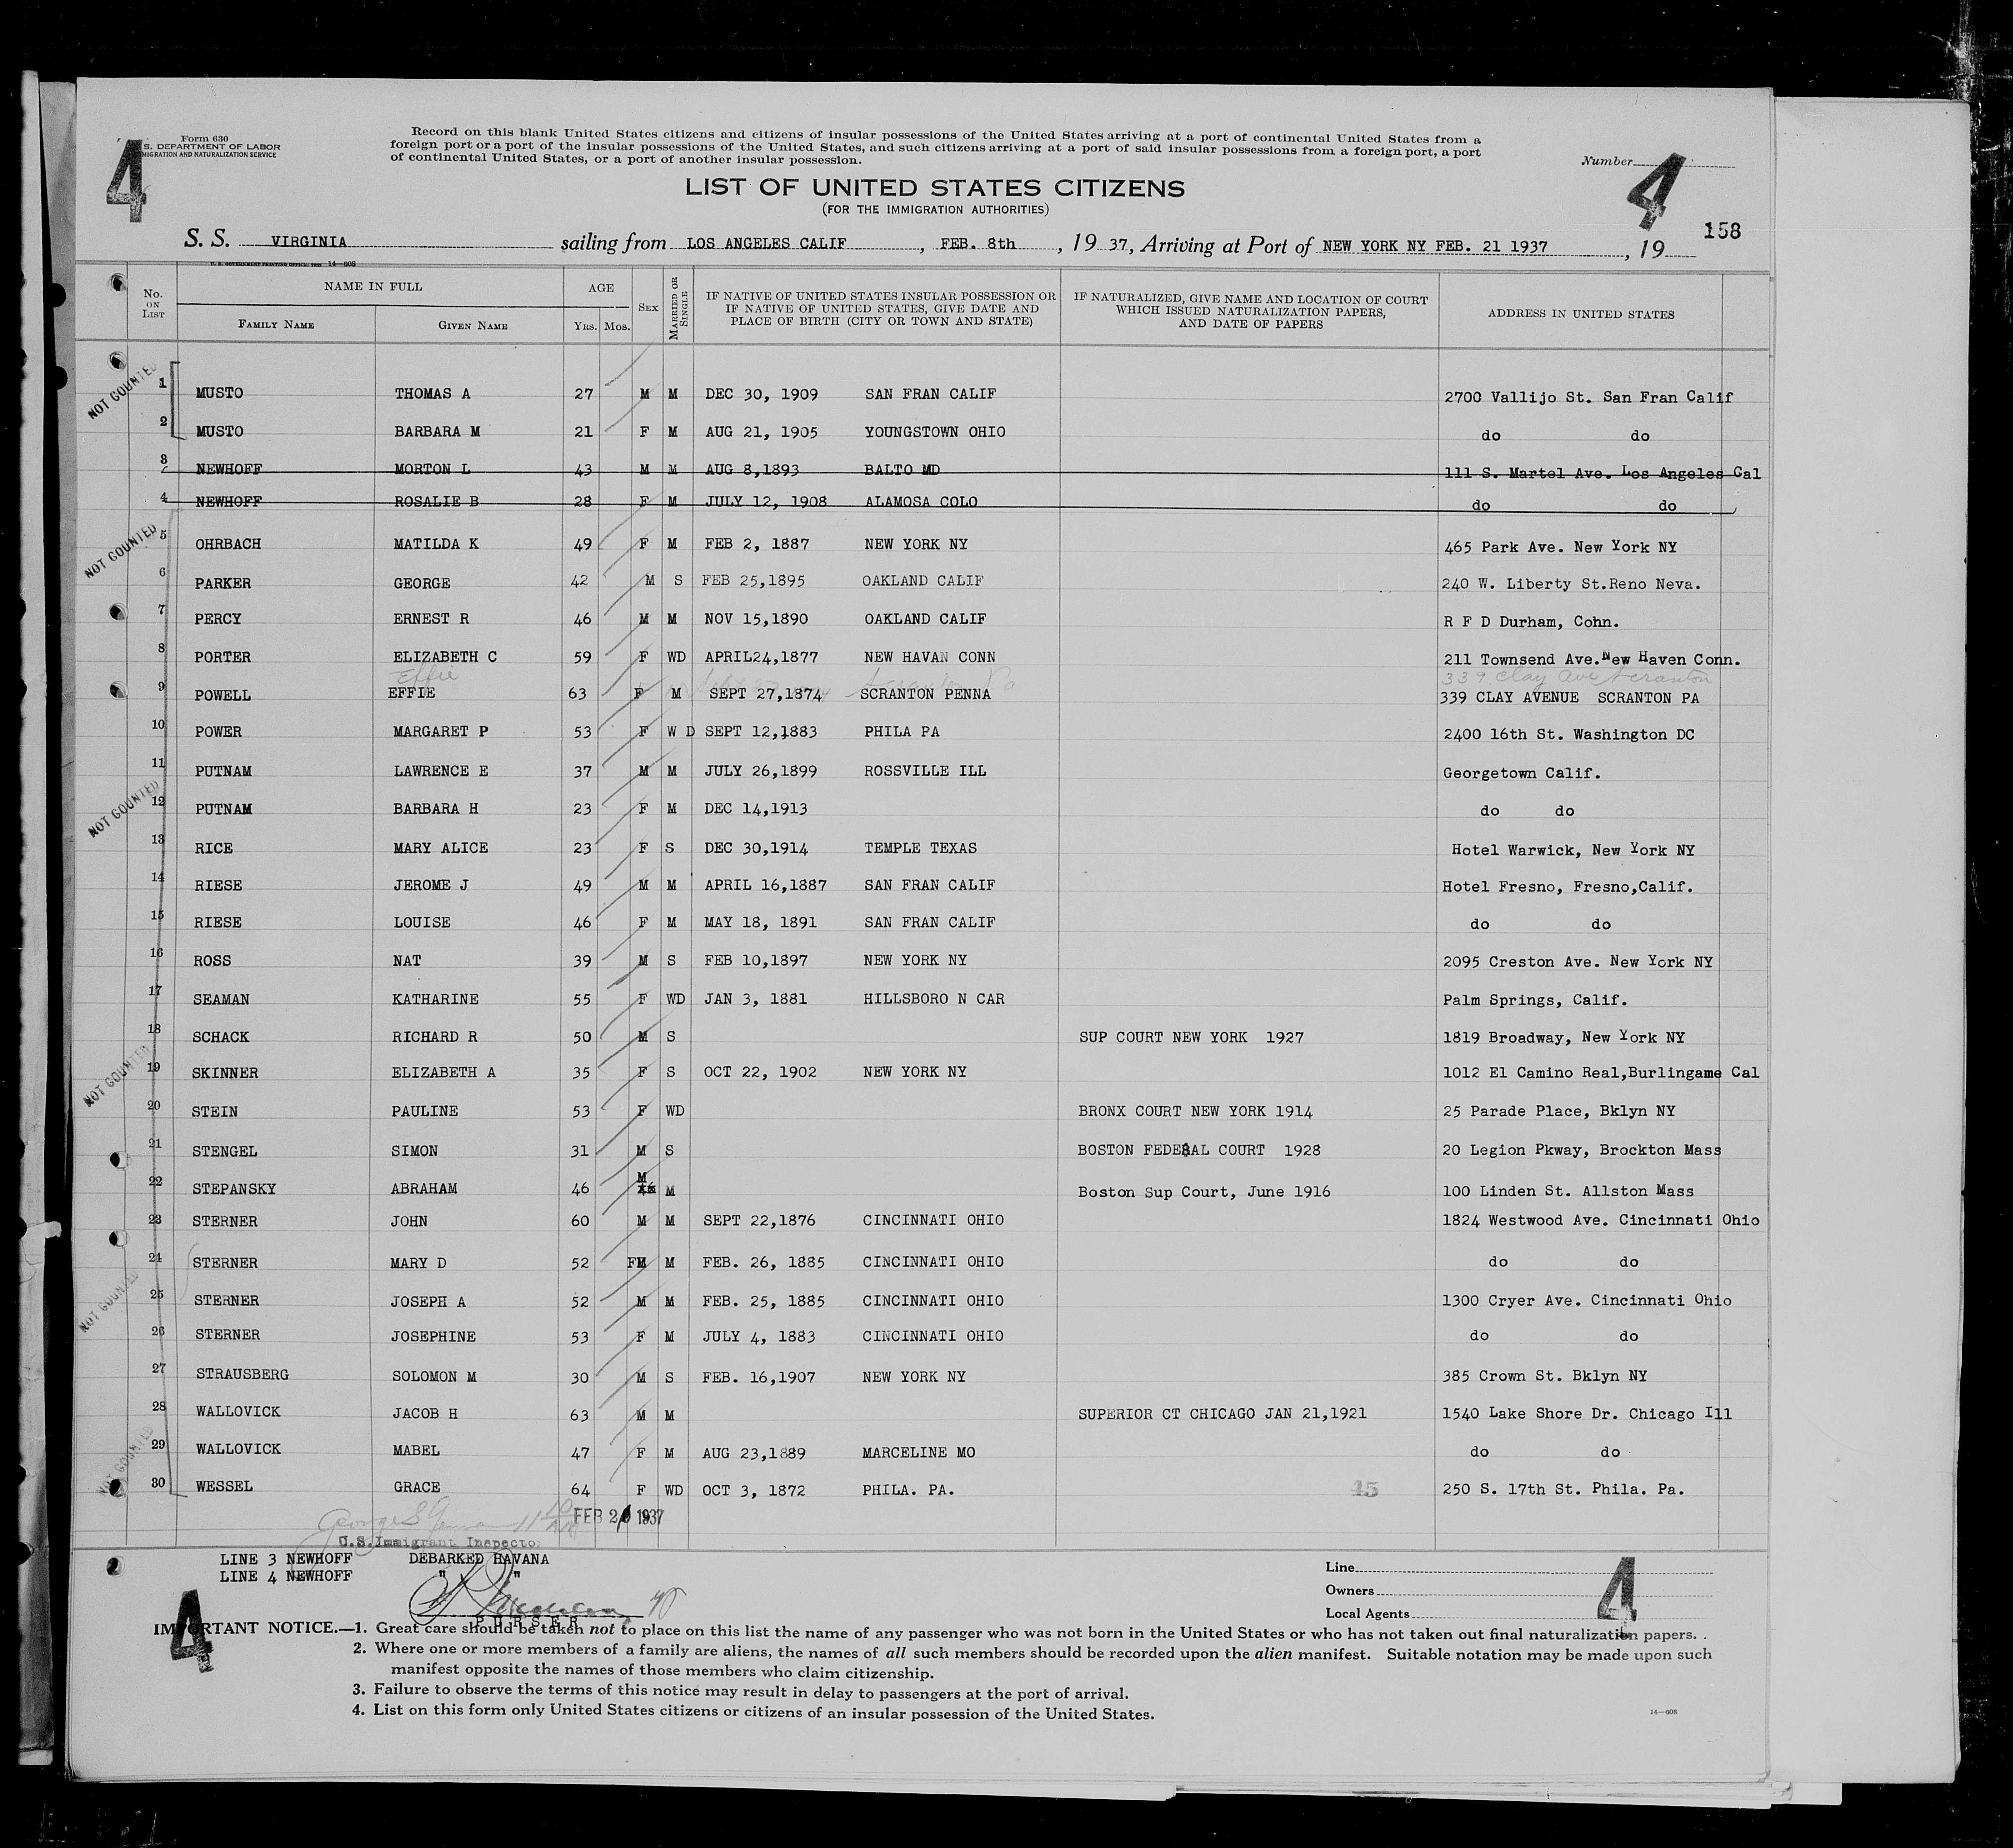 4
Form 630
S. DEPARTMENT OF LABOR
MIGRATION AND NATURALIZATION SERVICE
Record on this blank United States citizens and citizens of insular possessions of the United States arriving at a port of continental United States from a
foreign port or a port of the insular possessions of the United States, and such citizens arriving at a port of said insular possessions from a foreign port, a port
of continental United States, or a port of another insular possession.
Number
4
LIST OF UNITED STATES CITIZENS
(FOR THE IMMIGRATION AUTHORITIES)
158
S. S. VIRGINIA sailing from LOS ANGELES CALIF, FEB. 8th, 19 37, Arriving at Port of NEW YORK NY FEB. 21 1937, 19
14—608
No. ON LIST NAME IN FULL AGE SEX MARRIED OR SINGLE IF NATIVE OF UNITED STATES INSULAR POSSESSION OR IF NATIVE OF UNITED STATES, GIVE DATE AND PLACE OF BIRTH (CITY OR TOWN AND STATE) IF NATURALIZED, GIVE NAME AND LOCATION OF COURT WHICH ISSUED NATURALIZATION PAPERS, AND DATE OF PAPERS ADDRESS IN UNITED STATES
FAMILY NAME GIVEN NAME YRS. MOS.
NOT COUNTED
1 MUSTO THOMAS A 27 M M DEC 30, 1909 SAN FRAN CALIF 2700 Vallijo St. San Fran Calif
2 MUSTO BARBARA M 21 F M AUG 21, 1905 YOUNGSTOWN OHIO do do
3 NEWHOFF MORTON L 43 M M AUG 8,1893 BALTO MD 111 S. Martel Ave. Los Angeles Cal
4 NEWHOFF ROSALIE B 28 F M JULY 12, 1908 ALAMOSA COLO do do
NOT COUNTED
5 OHRBACH MATILDA K 49 F M FEB 2, 1887 NEW YORK NY 465 Park Ave. New York NY
6 PARKER GEORGE 42 M S FEB 25,1895 OAKLAND CALIF 240 W. Liberty St.Reno Neva.
7 PERCY ERNEST R 46 M M NOV 15,1890 OAKLAND CALIF R F D Durham, Cohn.
8 PORTER ELIZABETH C 59 F WD APRIL24,1877 NEW HAVAN CONN 211 Townsend Ave.New Haven Conn.
Effie 339 Clay Ave Scranton
9 POWELL EFFIE 63 F M SEPT 27,1874 SCRANTON PENNA 339 CLAY AVENUE SCRANTON PA
10 POWER MARGARET P 53 F W D SEPT 12,1883 PHILA PA 2400 16th St. Washington DC
11 PUTNAM LAWRENCE E 37 M M JULY 26,1899 ROSSVILLE ILL Georgetown Calif.
NOT COUNTED
12 PUTNAM BARBARA H 23 F M DEC 14,1913 do do
13 RICE MARY ALICE 23 F S DEC 30,1914 TEMPLE TEXAS Hotel Warwick, New York NY
14 RIESE JEROME J 49 M M APRIL 16,1887 SAN FRAN CALIF Hotel Fresno, Fresno,Calif.
15 RIESE LOUISE 46 F M MAY 18, 1891 SAN FRAN CALIF do do
16 ROSS NAT 39 M S FEB 10,1897 NEW YORK NY 2095 Creston Ave. New York NY
17 SEAMAN KATHARINE 55 F WD JAN 3, 1881 HILLSBORO N CAR Palm Springs, Calif.
18 SCHACK RICHARD R 50 M S SUP COURT NEW YORK 1927 1819 Broadway, New York NY
NOT COUNTED
19 SKINNER ELIZABETH A 35 F S OCT 22, 1902 NEW YORK NY 1012 El Camino Real,Burlingame Cal
20 STEIN PAULINE 53 F WD BRONX COURT NEW YORK 1914 25 Parade Place, Bklyn NY
21 STENGEL SIMON 31 M S BOSTON FEDERAL COURT 1928 20 Legion Pkway, Brockton Mass
22 STEPANSKY ABRAHAM 46 M M Boston Sup Court, June 1916 100 Linden St. Allston Mass
23 STERNER JOHN 60 M M SEPT 22,1876 CINCINNATI OHIO 1824 Westwood Ave. Cincinnati Ohio
24 STERNER MARY D 52 F M FEB. 26, 1885 CINCINNATI OHIO do do
NOT COUNTED
25 STERNER JOSEPH A 52 M M FEB. 25, 1885 CINCINNATI OHIO 1300 Cryer Ave. Cincinnati Ohio
26 STERNER JOSEPHINE 53 F M JULY 4, 1883 CINCINNATI OHIO do do
27 STRAUSBERG SOLOMON M 30 M S FEB. 16,1907 NEW YORK NY 385 Crown St. Bklyn NY
28 WALLOVICK JACOB H 63 M M SUPERIOR CT CHICAGO JAN 21,1921 1540 Lake Shore Dr. Chicago Ill
NOT COUNTED
29 WALLOVICK MABEL 47 F M AUG 23,1889 MARCELINE MO do do
30 WESSEL GRACE 64 F WD OCT 3, 1872 PHILA. PA. 45 250 S. 17th St. Phila. Pa.
George S 11 FEB 21 1937
U.S. Immigrant Inspector
LINE 3 NEWHOFF DEBARKED HAVANA
LINE 4 NEWHOFF " "
PURSER
Line
Owners
Local Agents
4
4
IMPORTANT NOTICE.—1. Great care should be taken not to place on this list the name of any passenger who was not born in the United States or who has not taken out final naturalization papers.
2. Where one or more members of a family are aliens, the names of all such members should be recorded upon the alien manifest. Suitable notation may be made upon such
manifest opposite the names of those members who claim citizenship.
3. Failure to observe the terms of this notice may result in delay to passengers at the port of arrival.
4. List on this form only United States citizens or citizens of an insular possession of the United States.
14—608